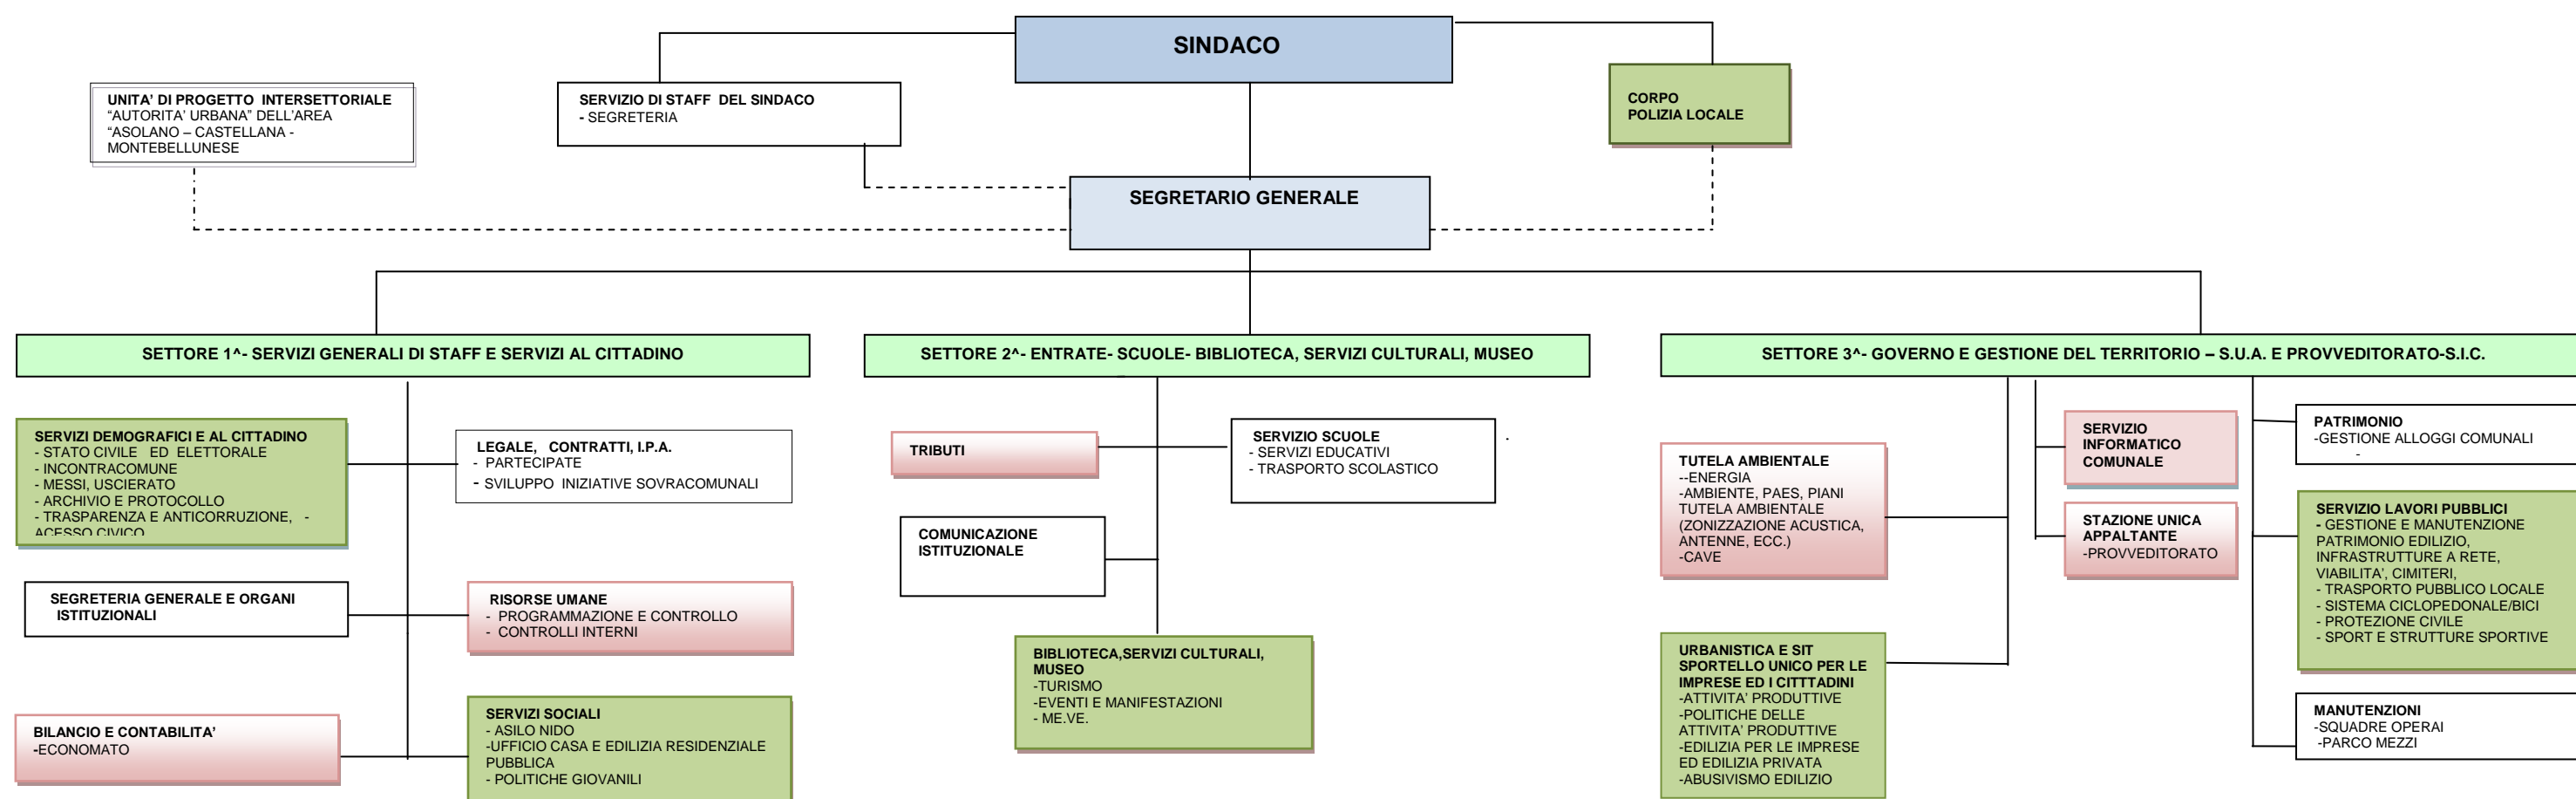 SINDACO
UNITA’ DI PROGETTO INTERSETTORIALE
“AUTORITA’ URBANA” DELL’AREA
“ASOLANO – CASTELLANA -
MONTEBELLUNESE
SERVIZIO DI STAFF DEL SINDACO
- SEGRETERIA
CORPO
POLIZIA LOCALE
SEGRETARIO GENERALE
SETTORE 1^- SERVIZI GENERALI DI STAFF E SERVIZI AL CITTADINO
SERVIZI DEMOGRAFICI E AL CITTADINO
- STATO CIVILE ED ELETTORALE
- INCONTRACOMUNE
- MESSI, USCIERATO
- ARCHIVIO E PROTOCOLLO
- TRASPARENZA E ANTICORRUZIONE, -
ACESSO CIVICO
LEGALE, CONTRATTI, I.P.A.
- PARTECIPATE
- SVILUPPO INIZIATIVE SOVRACOMUNALI
SEGRETERIA GENERALE E ORGANI
ISTITUZIONALI
RISORSE UMANE
- PROGRAMMAZIONE E CONTROLLO
- CONTROLLI INTERNI
BILANCIO E CONTABILITA’
-ECONOMATO
SERVIZI SOCIALI
- ASILO NIDO
-UFFICIO CASA E EDILIZIA RESIDENZIALE
PUBBLICA
- POLITICHE GIOVANILI
SETTORE 2^- ENTRATE- SCUOLE- BIBLIOTECA, SERVIZI CULTURALI, MUSEO
TRIBUTI
SERVIZIO SCUOLE
- SERVIZI EDUCATIVI
- TRASPORTO SCOLASTICO
.
COMUNICAZIONE
ISTITUZIONALE
BIBLIOTECA,SERVIZI CULTURALI,
MUSEO
-TURISMO
-EVENTI E MANIFESTAZIONI
- ME.VE.
SETTORE 3^- GOVERNO E GESTIONE DEL TERRITORIO – S.U.A. E PROVVEDITORATO-S.I.C.
TUTELA AMBIENTALE
--ENERGIA
-AMBIENTE, PAES, PIANI
TUTELA AMBIENTALE
(ZONIZZAZIONE ACUSTICA,
ANTENNE, ECC.)
-CAVE
URBANISTICA E SIT
SPORTELLO UNICO PER LE
IMPRESE ED I CITTTADINI
-ATTIVITA’ PRODUTTIVE
-POLITICHE DELLE
ATTIVITA’ PRODUTTIVE
-EDILIZIA PER LE IMPRESE
ED EDILIZIA PRIVATA
-ABUSIVISMO EDILIZIO
SERVIZIO
INFORMATICO
COMUNALE
STAZIONE UNICA
APPALTANTE
-PROVVEDITORATO
PATRIMONIO
-GESTIONE ALLOGGI COMUNALI
-
SERVIZIO LAVORI PUBBLICI
- GESTIONE E MANUTENZIONE
PATRIMONIO EDILIZIO,
INFRASTRUTTURE A RETE,
VIABILITA’, CIMITERI,
- TRASPORTO PUBBLICO LOCALE
- SISTEMA CICLOPEDONALE/BICI
- PROTEZIONE CIVILE
- SPORT E STRUTTURE SPORTIVE
MANUTENZIONI
-SQUADRE OPERAI
-PARCO MEZZI